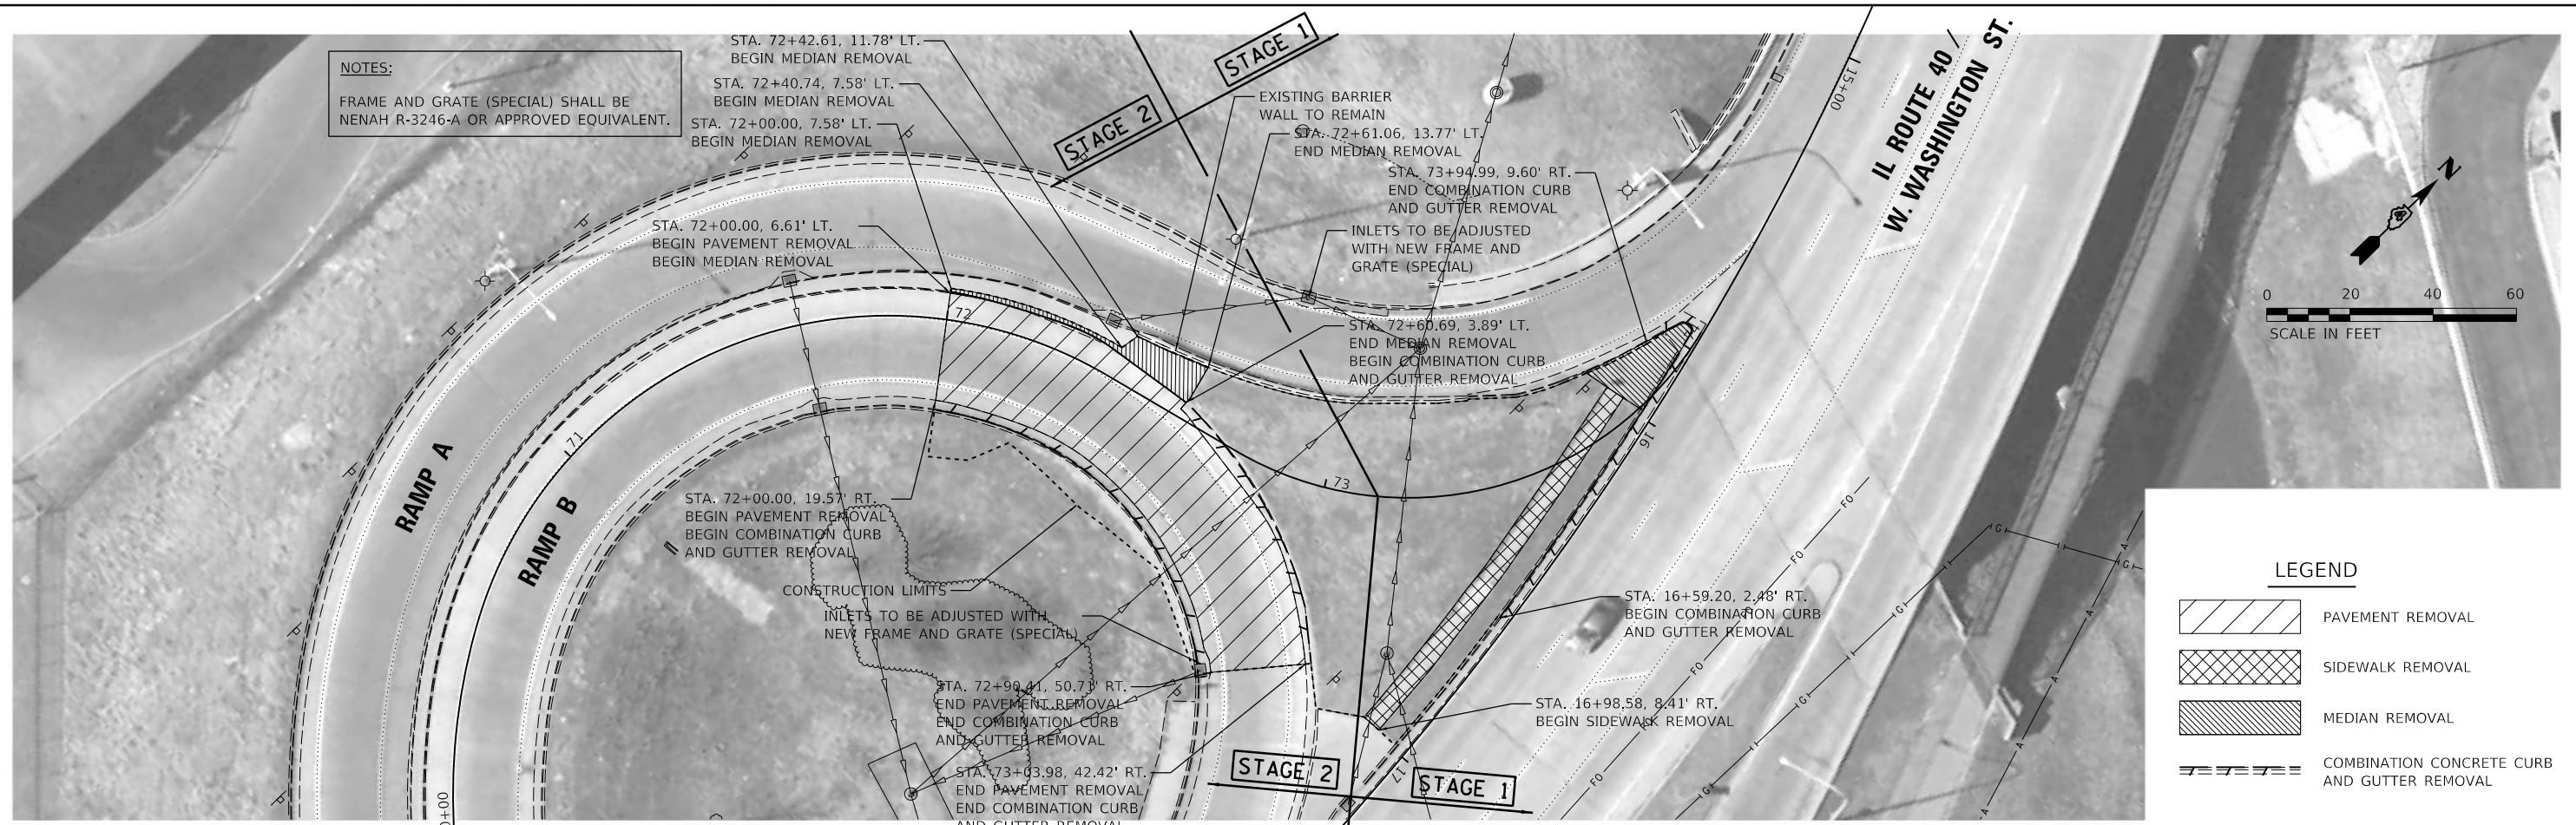 NOTES:
FRAME AND GRATE (SPECIAL) SHALL BE
NENAH R-3246-A OR APPROVED EQUIVALENT.
STA. 72+42.61, 11.78' LT.
BEGIN MEDIAN REMOVAL
STA. 72+40.74, 7.58' LT.
BEGIN MEDIAN REMOVAL
STA. 72+00.00, 7.58' LT.
BEGIN MEDIAN REMOVAL
STA. 72+00.00, 6.61' LT.
BEGIN PAVEMENT REMOVAL
BEGIN MEDIAN REMOVAL
STAGE 2
STAGE 1
EXISTING BARRIER
WALL TO REMAIN
STA. 72+61.06, 13.77' LT.
END MEDIAN REMOVAL
STA. 73+94.99, 9.60' RT.
END COMBINATION CURB
AND GUTTER REMOVAL
INLETS TO BE ADJUSTED
WITH NEW FRAME AND
GRATE (SPECIAL)
STA. 72+60.69, 3.89' LT.
END MEDIAN REMOVAL
BEGIN COMBINATION CURB
AND GUTTER REMOVAL
15+00
IL ROUTE 40 /
W. WASHINGTON ST.
N
0 20 40 60
SCALE IN FEET
72
71
73
16
17
RAMP A
RAMP B
STA. 72+00.00, 19.57' RT.
BEGIN PAVEMENT REMOVAL
BEGIN COMBINATION CURB
AND GUTTER REMOVAL
CONSTRUCTION LIMITS
INLETS TO BE ADJUSTED WITH
NEW FRAME AND GRATE (SPECIAL)
STA. 72+90.41, 50.71' RT.
END PAVEMENT REMOVAL
END COMBINATION CURB
AND GUTTER REMOVAL
STA. 73+03.98, 42.42' RT.
END PAVEMENT REMOVAL
END COMBINATION CURB
AND GUTTER REMOVAL
STA. 16+59.20, 2.48' RT.
BEGIN COMBINATION CURB
AND GUTTER REMOVAL
STA. 16+98.58, 8.41' RT.
BEGIN SIDEWALK REMOVAL
STAGE 2
STAGE 1
FO
FO
FO
FO
FO
G
G
G
G
G
A
A
A
A
A
LEGEND
PAVEMENT REMOVAL
SIDEWALK REMOVAL
MEDIAN REMOVAL
COMBINATION CONCRETE CURB
AND GUTTER REMOVAL